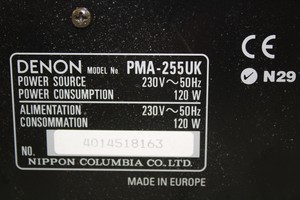 DENON MODEL No. PMA-255UK
POWER SOURCE 230V～50Hz
POWER CONSUMPTION 120 W
ALIMENTATION 230V～50Hz
CONSOMMATION 120 W
NO. 4014518163
NIPPON COLUMBIA CO. LTD.
MADE IN EUROPE
CE
N29